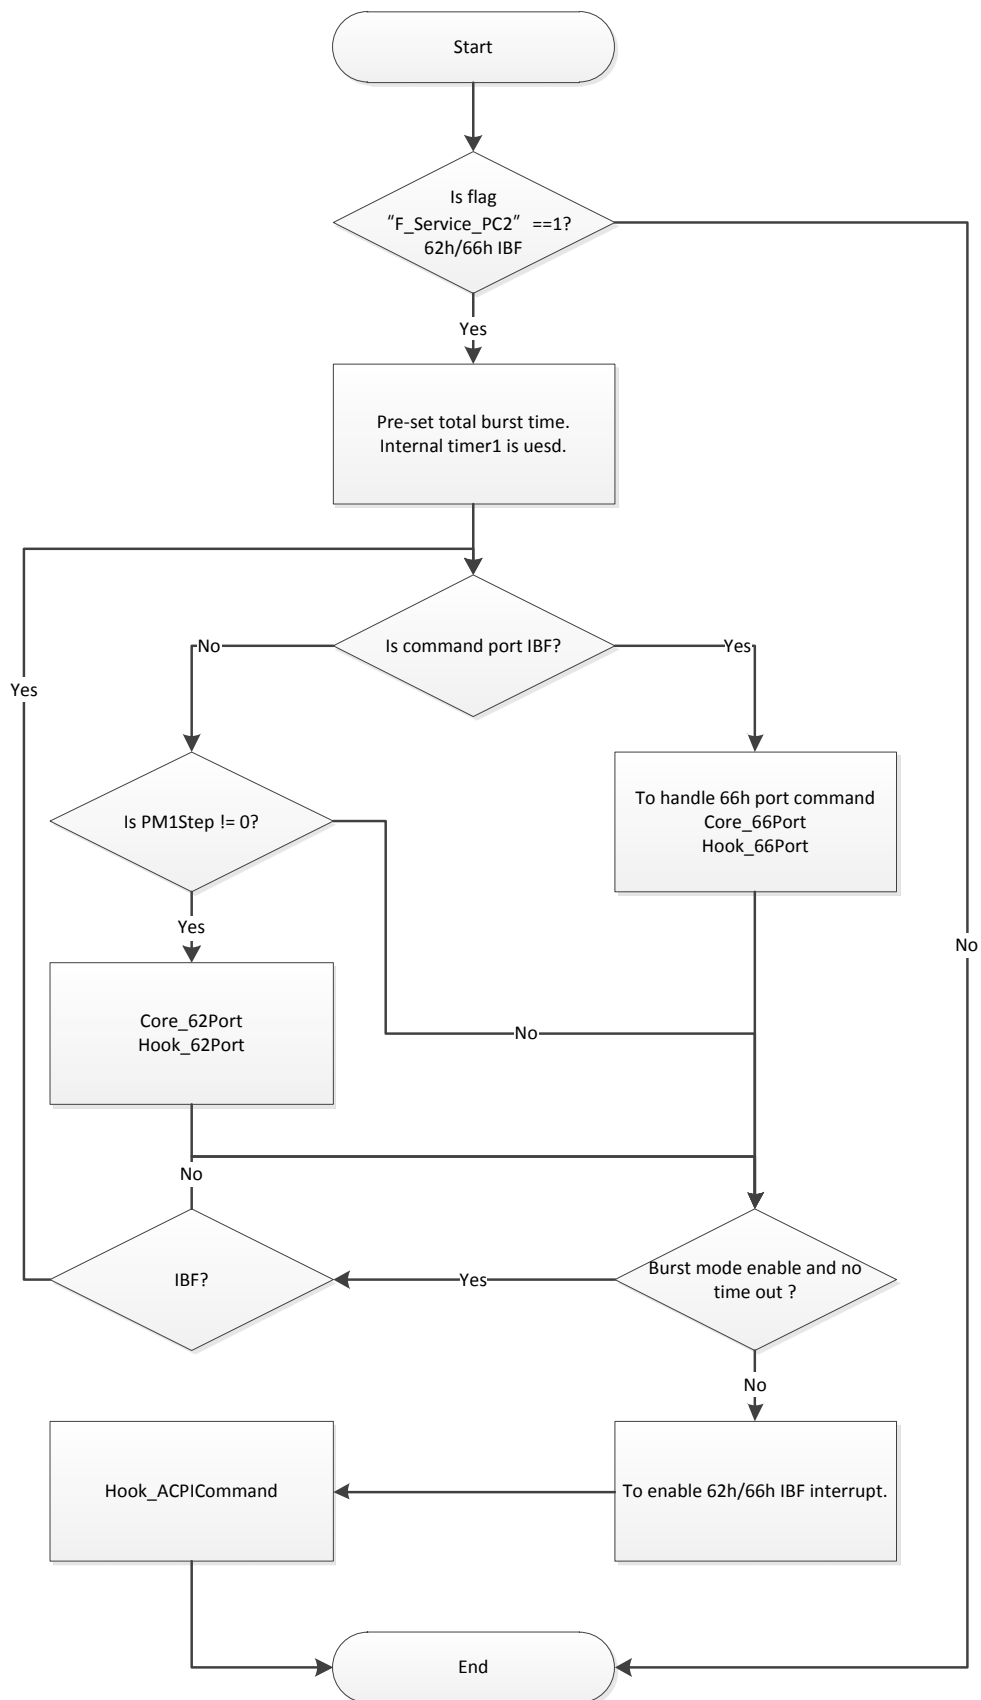 Start
Is flag
“F_Service_PC2” ==1?
62h/66h IBF
Yes
Pre-set total burst time.
Internal timer1 is uesd.
Is command port IBF?
No
Yes
Yes
Is PM1Step != 0?
To handle 66h port command
Core_66Port
Hook_66Port
Yes
No
Core_62Port
Hook_62Port
No
No
IBF?
Yes
Burst mode enable and no
time out ?
No
Hook_ACPICommand
To enable 62h/66h IBF interrupt.
End